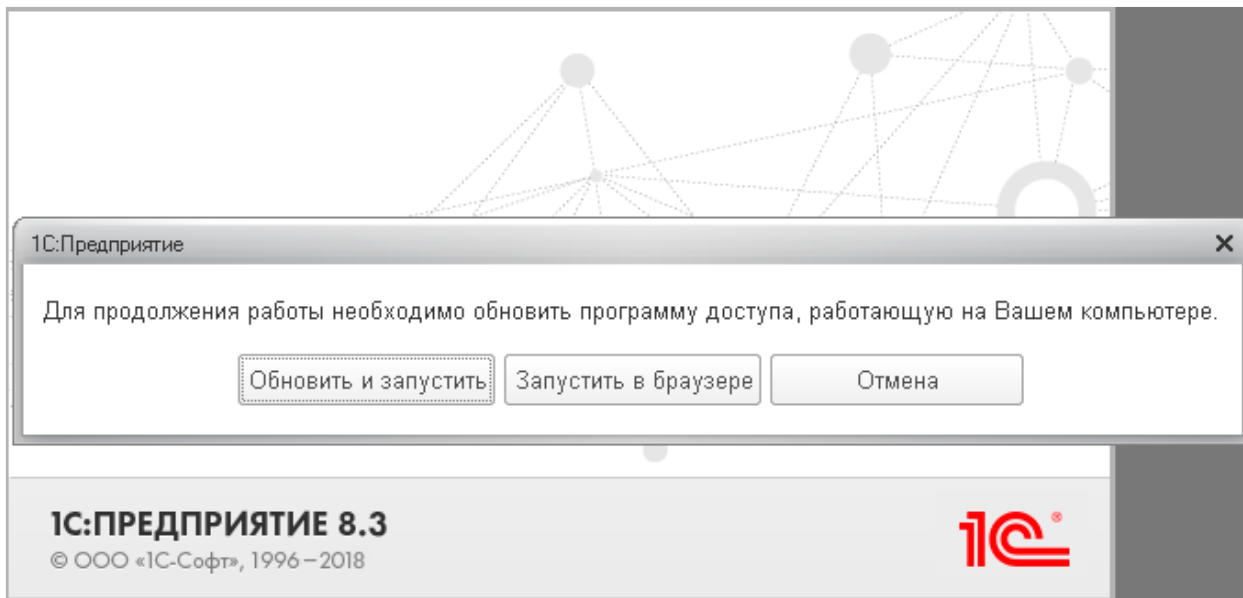 1С:Предприятие
Для продолжения работы необходимо обновить программу доступа, работающую на Вашем компьютере.
Обновить и запустить
Запустить в браузере
Отмена
1С:ПРЕДПРИЯТИЕ 8.3
© ООО «1С-Софт», 1996–2018
1С®